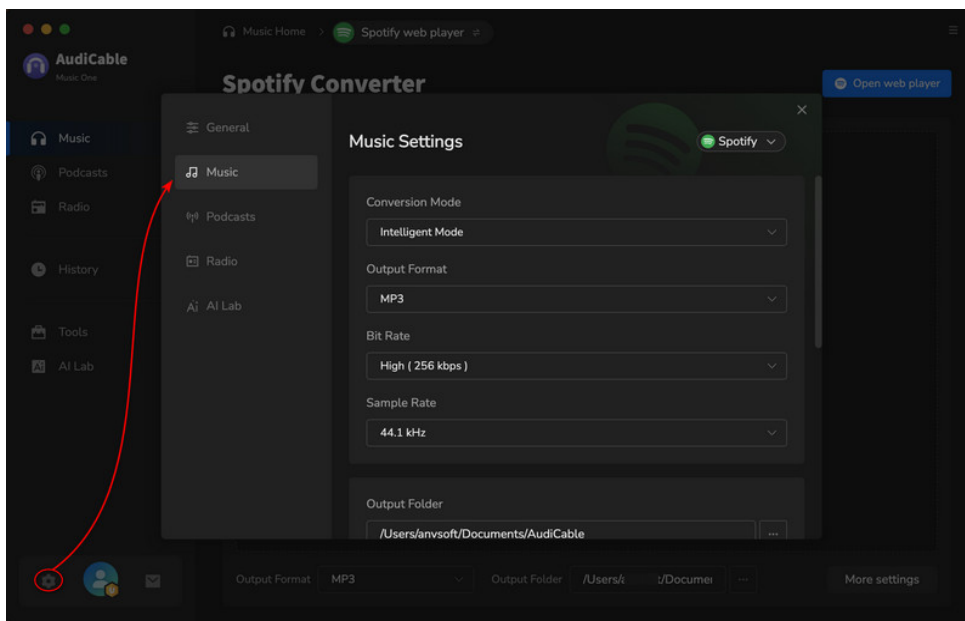 Music Home > Spotify web player
AudiCable
Music One
Spotify Converter
Open web player
Music
Podcasts
Radio
History
Tools
AI Lab
General
Music
Podcasts
Radio
AI Lab
Music Settings
Spotify
Conversion Mode
Intelligent Mode
Output Format
MP3
Bit Rate
High ( 256 kbps )
Sample Rate
44.1 kHz
Output Folder
/Users/anysoft/Documents/AudiCable
...
Output Format MP3 Output Folder /Users/ :/Documer ... More settings